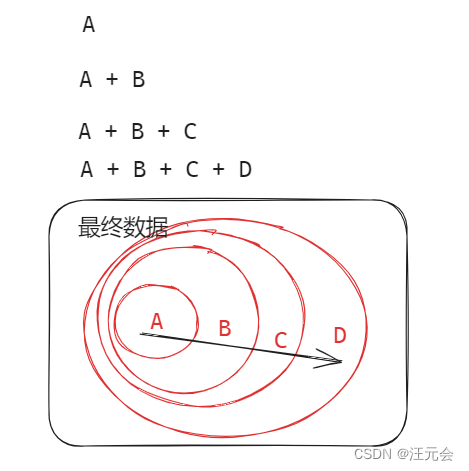 A
A + B
A + B + C
A + B + C + D
最终数据
A
B
C
D
CSDN @汪元会